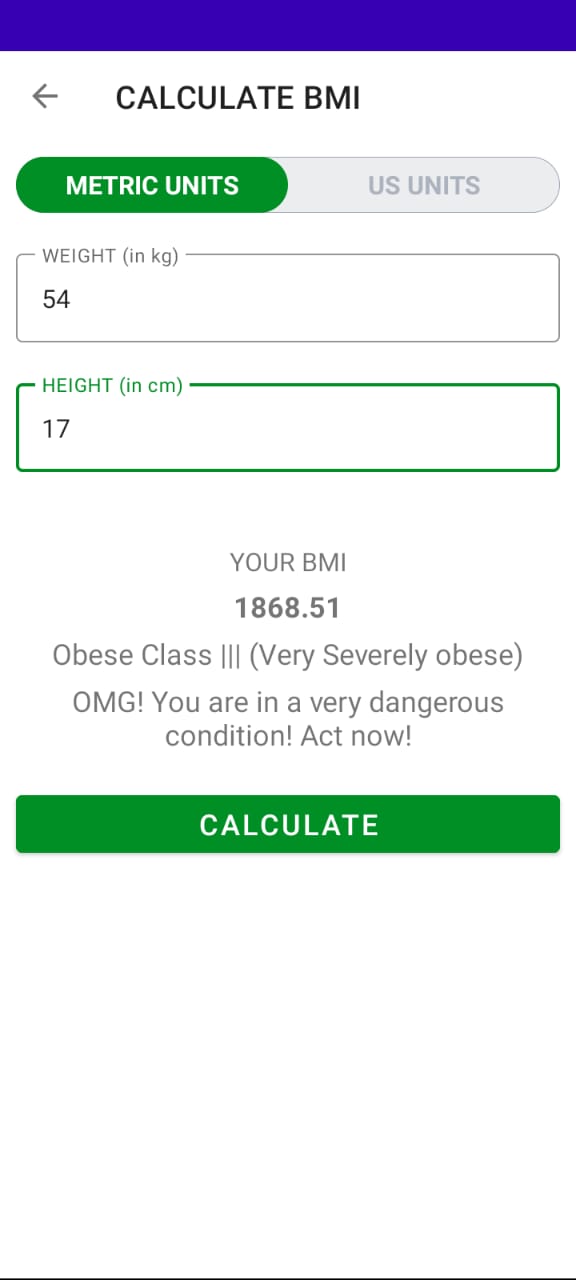 CALCULATE BMI
METRIC UNITS
US UNITS
WEIGHT (in kg)
54
HEIGHT (in cm)
17
YOUR BMI
1868.51
Obese Class ||| (Very Severely obese)
OMG! You are in a very dangerous
condition! Act now!
CALCULATE